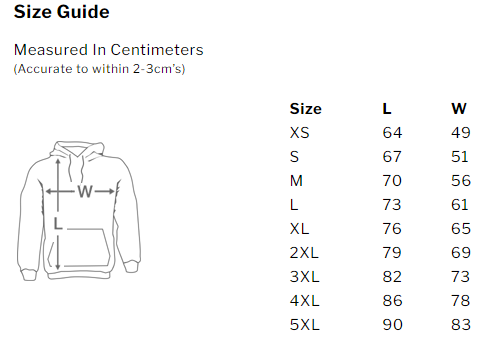 Size Guide
Measured In Centimeters
(Accurate to within 2-3cm's)
Size L W
XS 64 49
S 67 51
M 70 56
L 73 61
XL 76 65
2XL 79 69
3XL 82 73
4XL 86 78
5XL 90 83
W
L